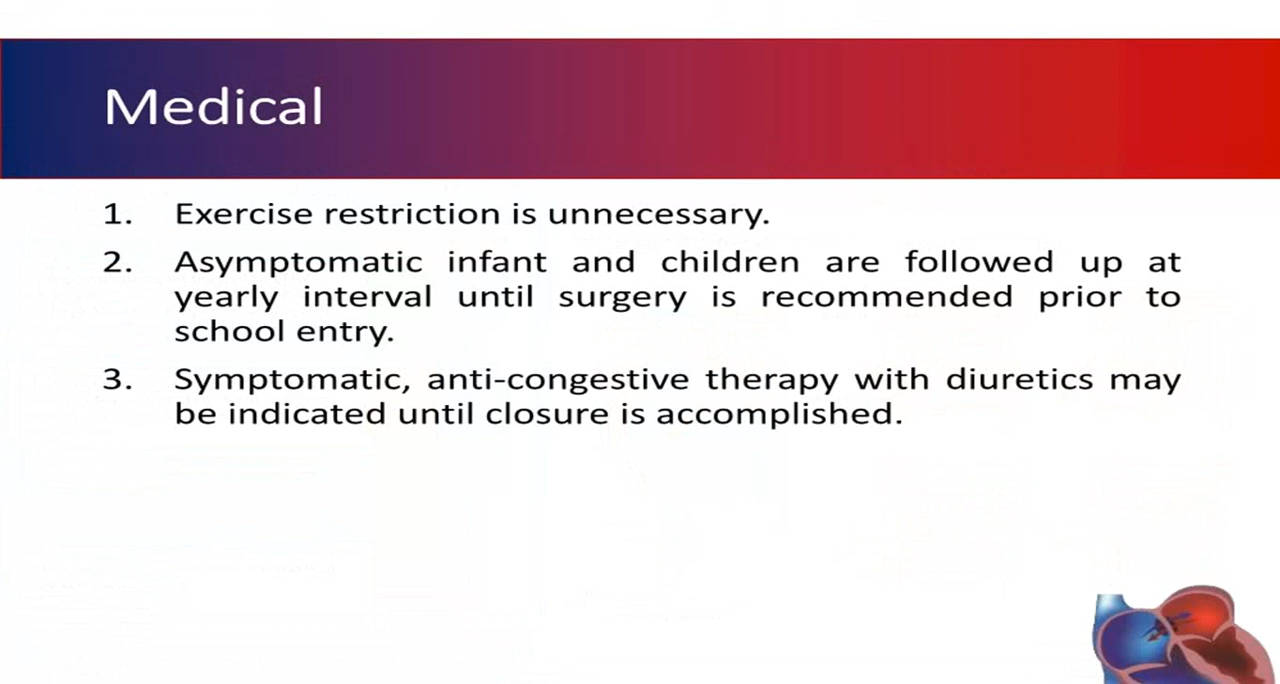 Medical
1. Exercise restriction is unnecessary.
2. Asymptomatic infant and children are followed up at
yearly interval until surgery is recommended prior to
school entry.
3. Symptomatic, anti-congestive therapy with diuretics may
be indicated until closure is accomplished.